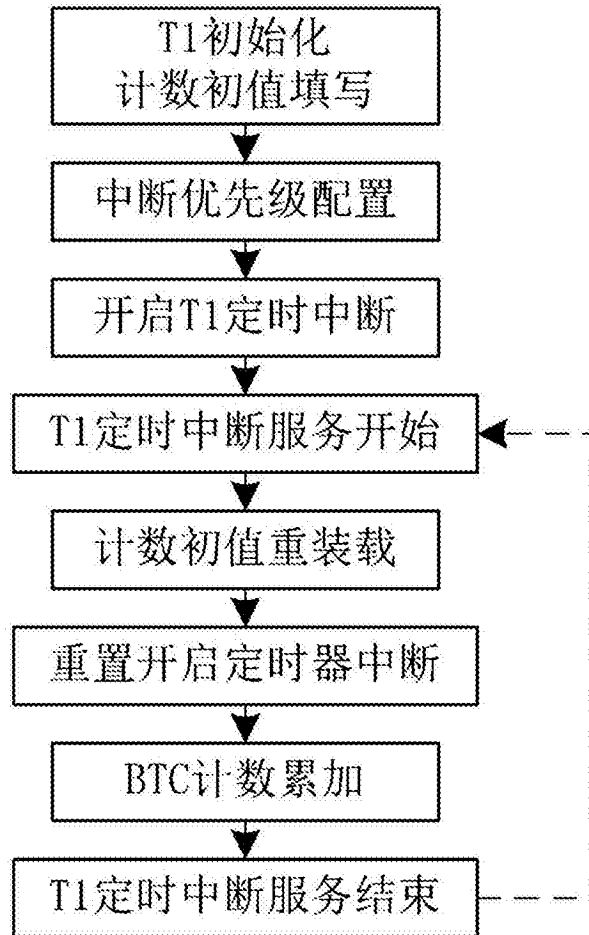 T1初始化
计数初值填写
中断优先级配置
开启T1定时中断
T1定时中断服务开始
计数初值重装载
重置开启定时器中断
BTC计数累加
T1定时中断服务结束